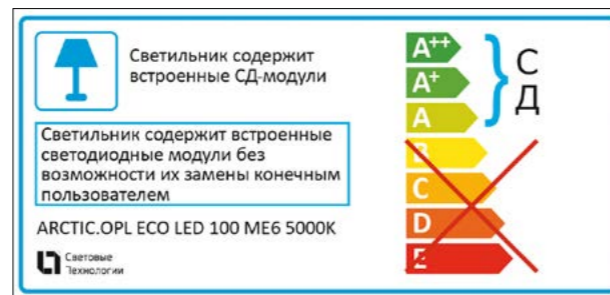 Светильник содержит
встроенные СД-модули
Светильник содержит встроенные
светодиодные модули без
возможности их замены конечным
пользователем
ARCTIC.OPL ECO LED 100 ME6 5000K
Световые
Технологии
A++
A+
A
B
C
D
E
С
Д